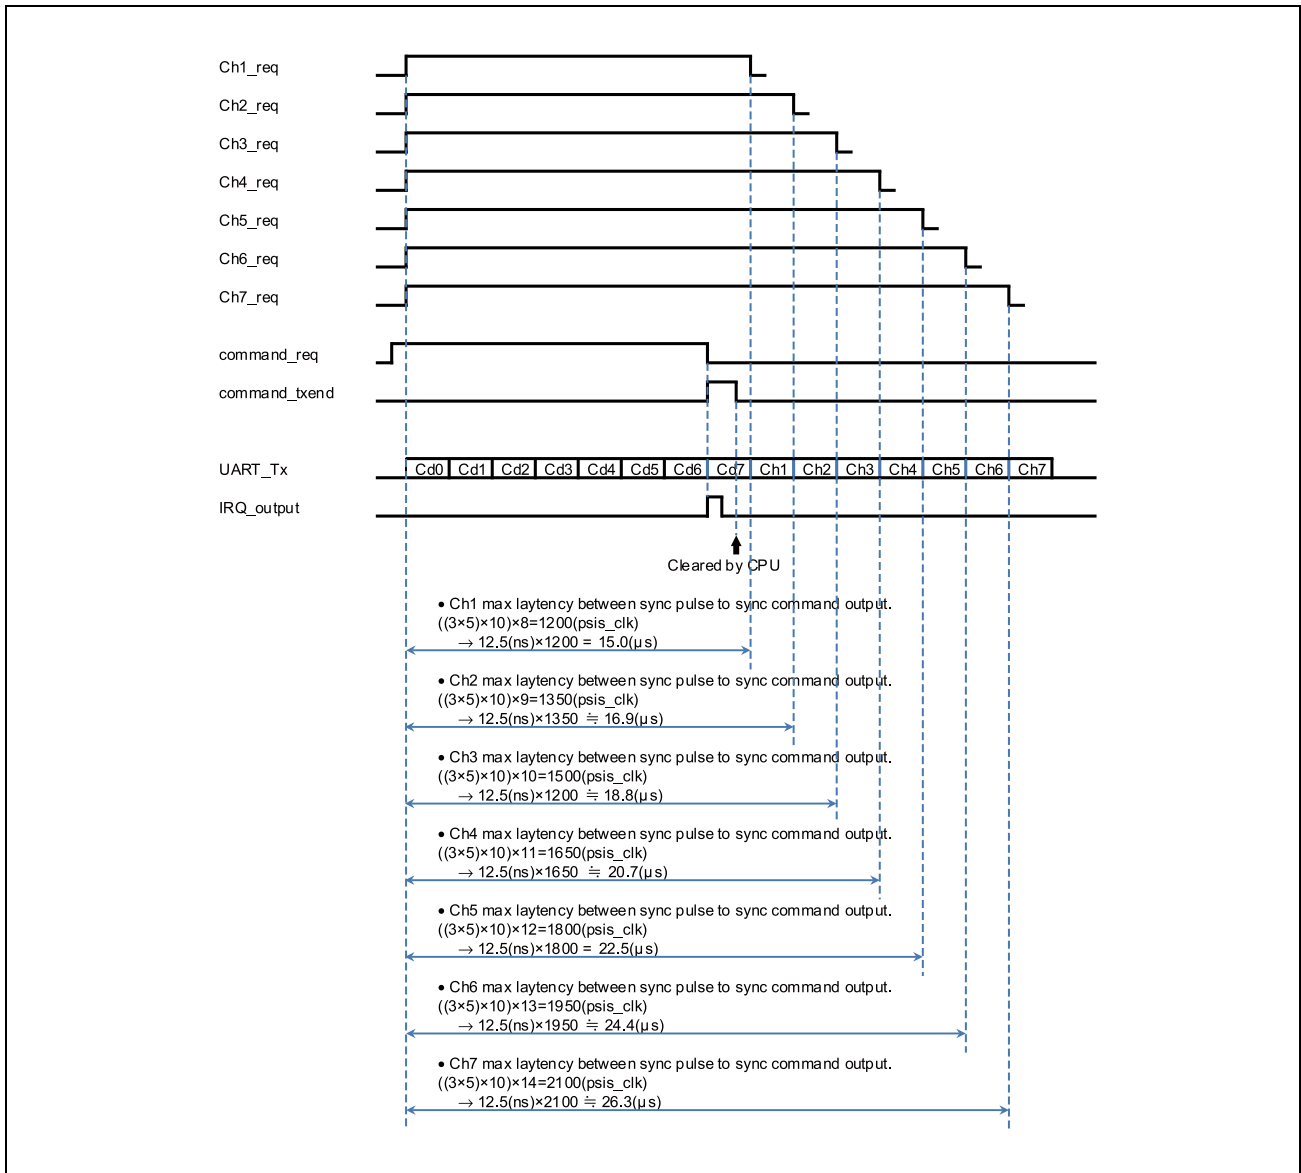 Ch1_req
Ch2_req
Ch3_req
Ch4_req
Ch5_req
Ch6_req
Ch7_req
command_req
command_txend
UART_Tx Cd0 Cd1 Cd2 Cd3 Cd4 Cd5 Cd6 Cd7 Ch1 Ch2 Ch3 Ch4 Ch5 Ch6 Ch7
IRQ_output
Cleared by CPU
• Ch1 max laytency between sync pulse to sync command output.
((3×5)×10)×8=1200(psis_clk)
→ 12.5(ns)×1200 = 15.0(μs)
• Ch2 max laytency between sync pulse to sync command output.
((3×5)×10)×9=1350(psis_clk)
→ 12.5(ns)×1350 ≒ 16.9(μs)
• Ch3 max laytency between sync pulse to sync command output.
((3×5)×10)×10=1500(psis_clk)
→ 12.5(ns)×1200 ≒ 18.8(μs)
• Ch4 max laytency between sync pulse to sync command output.
((3×5)×10)×11=1650(psis_clk)
→ 12.5(ns)×1650 ≒ 20.7(μs)
• Ch5 max laytency between sync pulse to sync command output.
((3×5)×10)×12=1800(psis_clk)
→ 12.5(ns)×1800 = 22.5(μs)
• Ch6 max laytency between sync pulse to sync command output.
((3×5)×10)×13=1950(psis_clk)
→ 12.5(ns)×1950 ≒ 24.4(μs)
• Ch7 max laytency between sync pulse to sync command output.
((3×5)×10)×14=2100(psis_clk)
→ 12.5(ns)×2100 ≒ 26.3(μs)